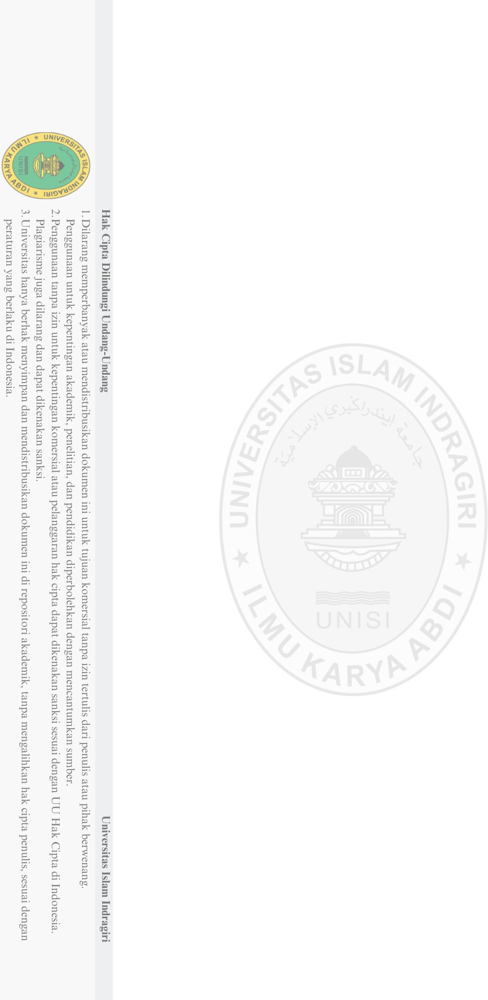 Hak Cipta Dilindungi Undang-Undang
Universitas Islam Indragiri
1. Dilarang memperbanyak atau mendistribusikan dokumen ini untuk tujuan komersial tanpa izin tertulis dari penulis atau pihak berwenang.
Penggunaan untuk kepentingan akademik, penelitian, dan pendidikan diperbolehkan dengan mencantumkan sumber.
2. Penggunaan tanpa izin untuk kepentingan komersial atau pelanggaran hak cipta dapat dikenakan sanksi sesuai dengan UU Hak Cipta di Indonesia.
Plagiarisme juga dilarang dan dapat dikenakan sanksi.
3. Universitas hanya berhak menyimpan dan mendistribusikan dokumen ini di repositori akademik, tanpa mengalihkan hak cipta penulis, sesuai dengan
peraturan yang berlaku di Indonesia.
UNIVERSITAS ISLAM INDRAGIRI
جامعة إيندراكيري الإسلامية
UNISI
ILMU KARYA ABDI
UNIVERSITAS ISLAM INDRAGIRI
جامعة إيندراكيري الإسلامية
UNISI
ILMU KARYA ABDI